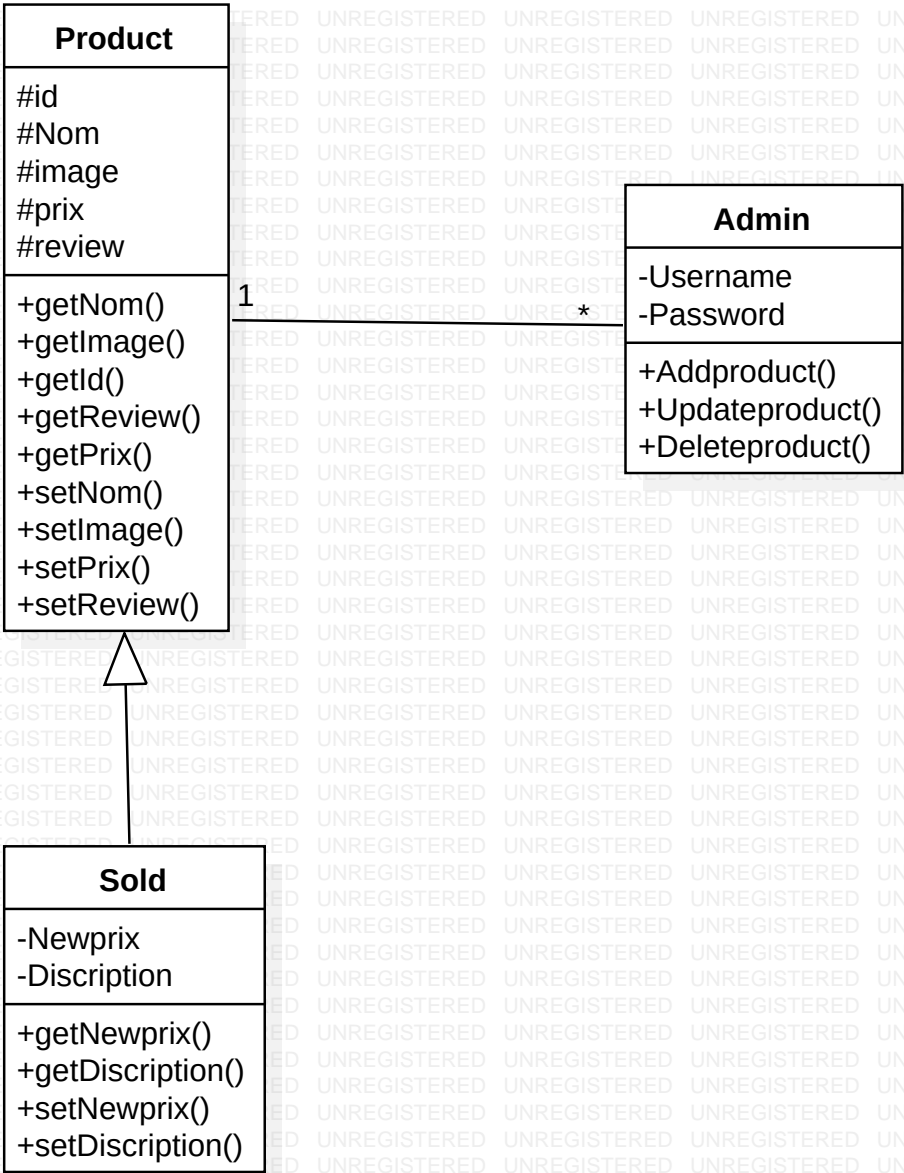 Product
#id
#Nom
#image
#prix
#review
+getNom()
+getImage()
+getId()
+getReview()
+getPrix()
+setNom()
+setImage()
+setPrix()
+setReview()
1
*
Admin
-Username
-Password
+Addproduct()
+Updateproduct()
+Deleteproduct()
Sold
-Newprix
-Discription
+getNewprix()
+getDiscription()
+setNewprix()
+setDiscription()
UNREGISTERED